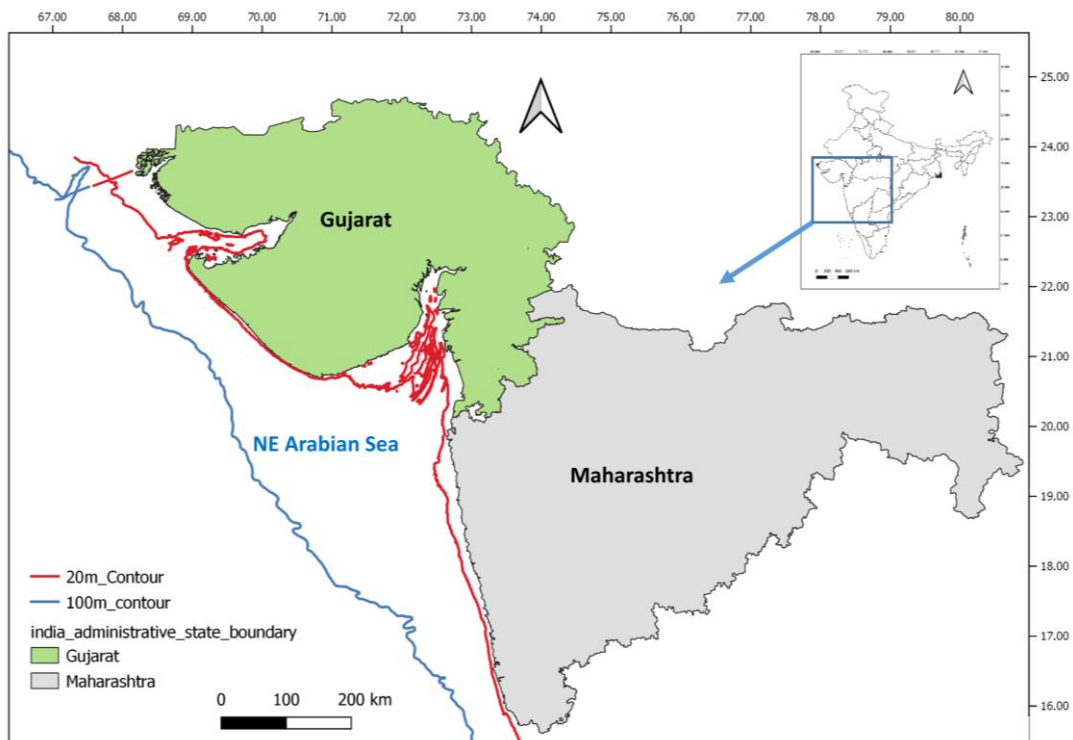 67.00 68.00 69.00 70.00 71.00 72.00 73.00 74.00 75.00 76.00 77.00 78.00 79.00 80.00
25.00
24.00
23.00
22.00
21.00
20.00
19.00
18.00
17.00
16.00
Gujarat
NE Arabian Sea
Maharashtra
20m_Contour
100m_contour
india_administrative_state_boundary
Gujarat
Maharashtra
0 100 200 km